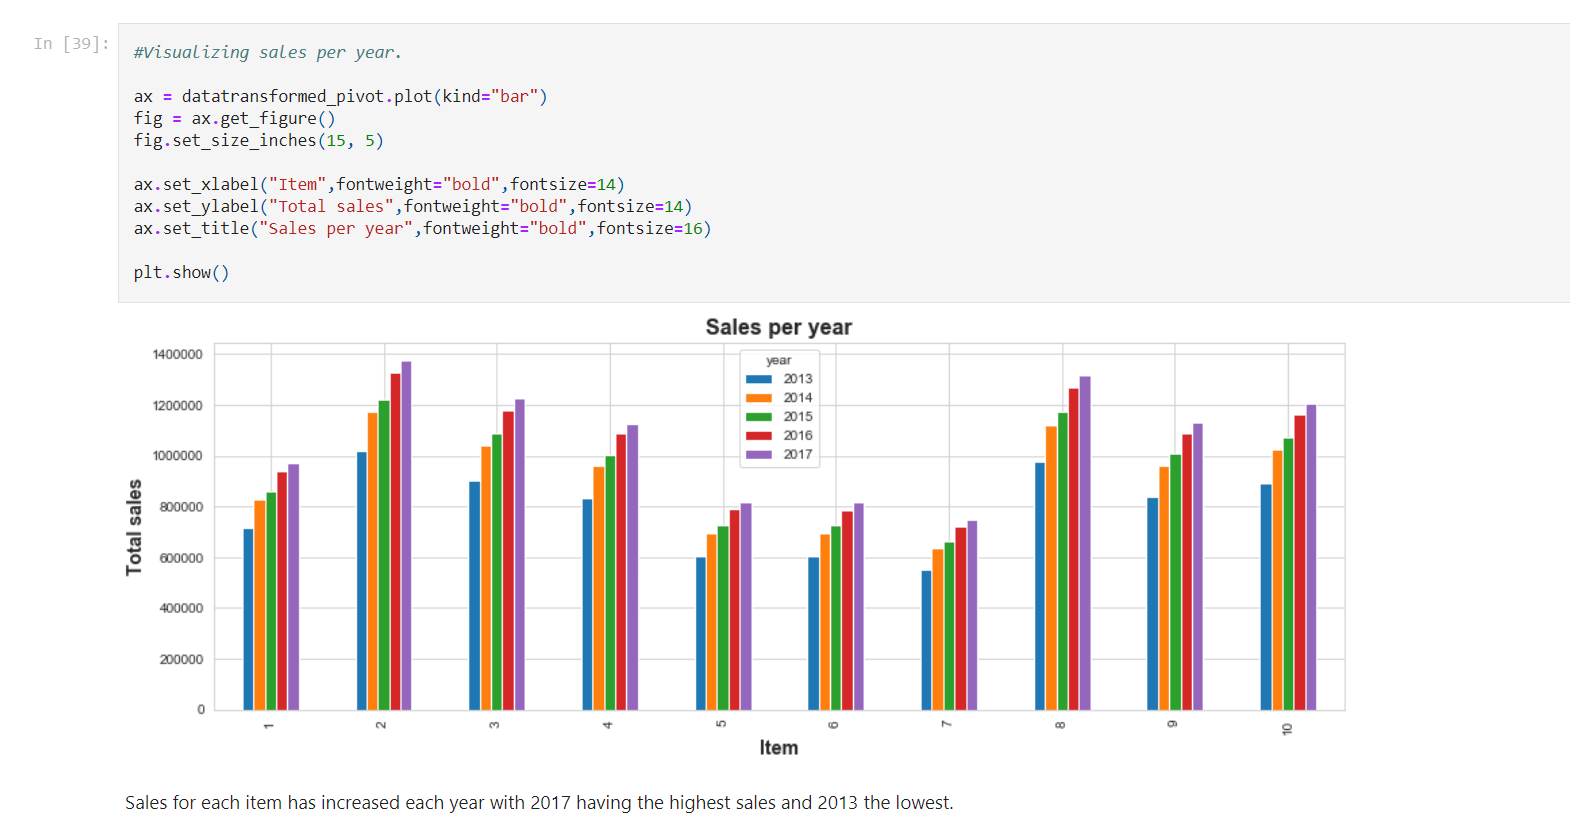 In [39]:
#Visualizing sales per year.
ax = datatransformed_pivot.plot(kind="bar")
fig = ax.get_figure()
fig.set_size_inches(15, 5)
ax.set_xlabel("Item",fontweight="bold",fontsize=14)
ax.set_ylabel("Total sales",fontweight="bold",fontsize=14)
ax.set_title("Sales per year",fontweight="bold",fontsize=16)
plt.show()
Sales per year
year
2013
2014
2015
2016
2017
Total sales
1400000
1200000
1000000
800000
600000
400000
200000
0
1 2 3 4 5 6 7 8 9 10
Item
Sales for each item has increased each year with 2017 having the highest sales and 2013 the lowest.